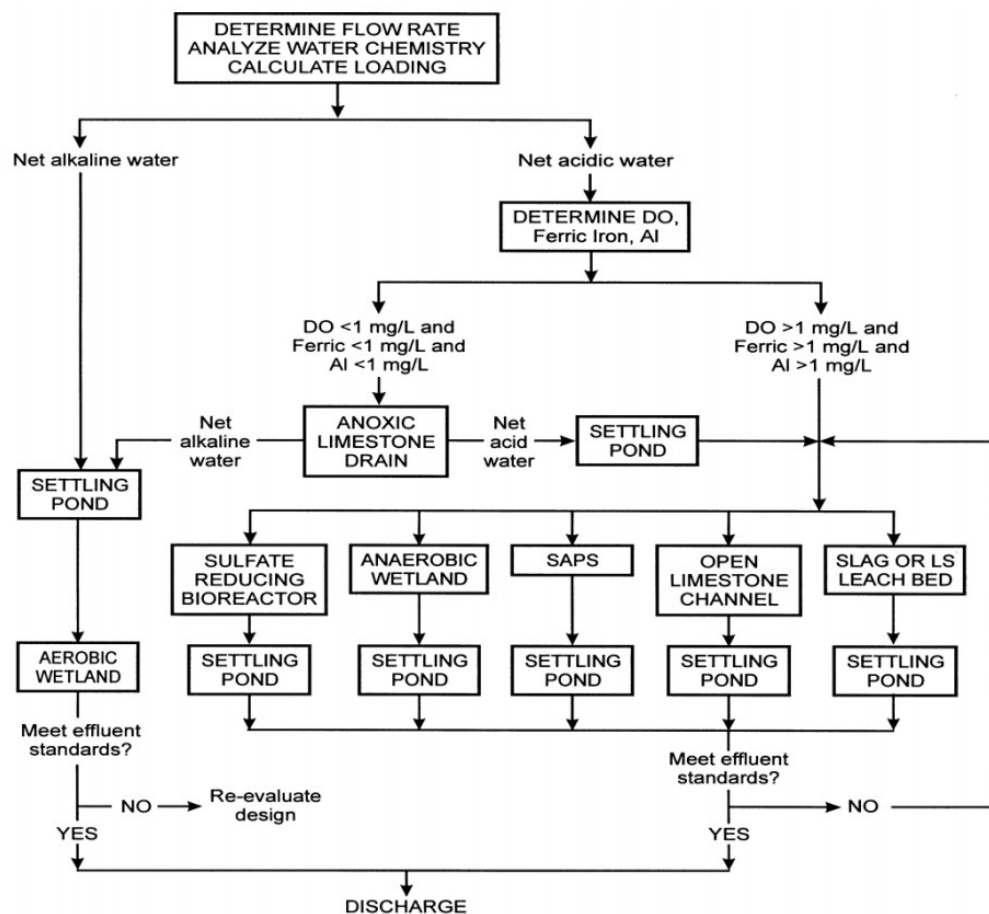 DETERMINE FLOW RATE
ANALYZE WATER CHEMISTRY
CALCULATE LOADING
Net alkaline water
Net acidic water
DETERMINE DO,
Ferric Iron, Al
DO <1 mg/L and
Ferric <1 mg/L and
Al <1 mg/L
DO >1 mg/L and
Ferric >1 mg/L and
Al >1 mg/L
Net
alkaline
water
ANOXIC
LIMESTONE
DRAIN
Net
acid
water
SETTLING
POND
SETTLING
POND
SULFATE
REDUCING
BIOREACTOR
ANAEROBIC
WETLAND
SAPS
OPEN
LIMESTONE
CHANNEL
SLAG OR LS
LEACH BED
AEROBIC
WETLAND
SETTLING
POND
SETTLING
POND
SETTLING
POND
SETTLING
POND
SETTLING
POND
Meet effluent
standards?
Meet effluent
standards?
NO
Re-evaluate
design
NO
YES
YES
DISCHARGE